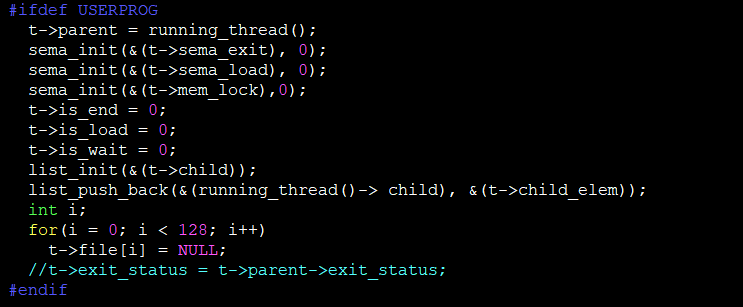 #ifdef USERPROG
  t->parent = running_thread();
  sema_init(&(t->sema_exit), 0);
  sema_init(&(t->sema_load), 0);
  sema_init(&(t->mem_lock),0);
  t->is_end = 0;
  t->is_load = 0;
  t->is_wait = 0;
  list_init(&(t->child));
  list_push_back(&(running_thread()-> child), &(t->child_elem));
  int i;
  for(i = 0; i < 128; i++)
    t->file[i] = NULL;
  //t->exit_status = t->parent->exit_status;
#endif